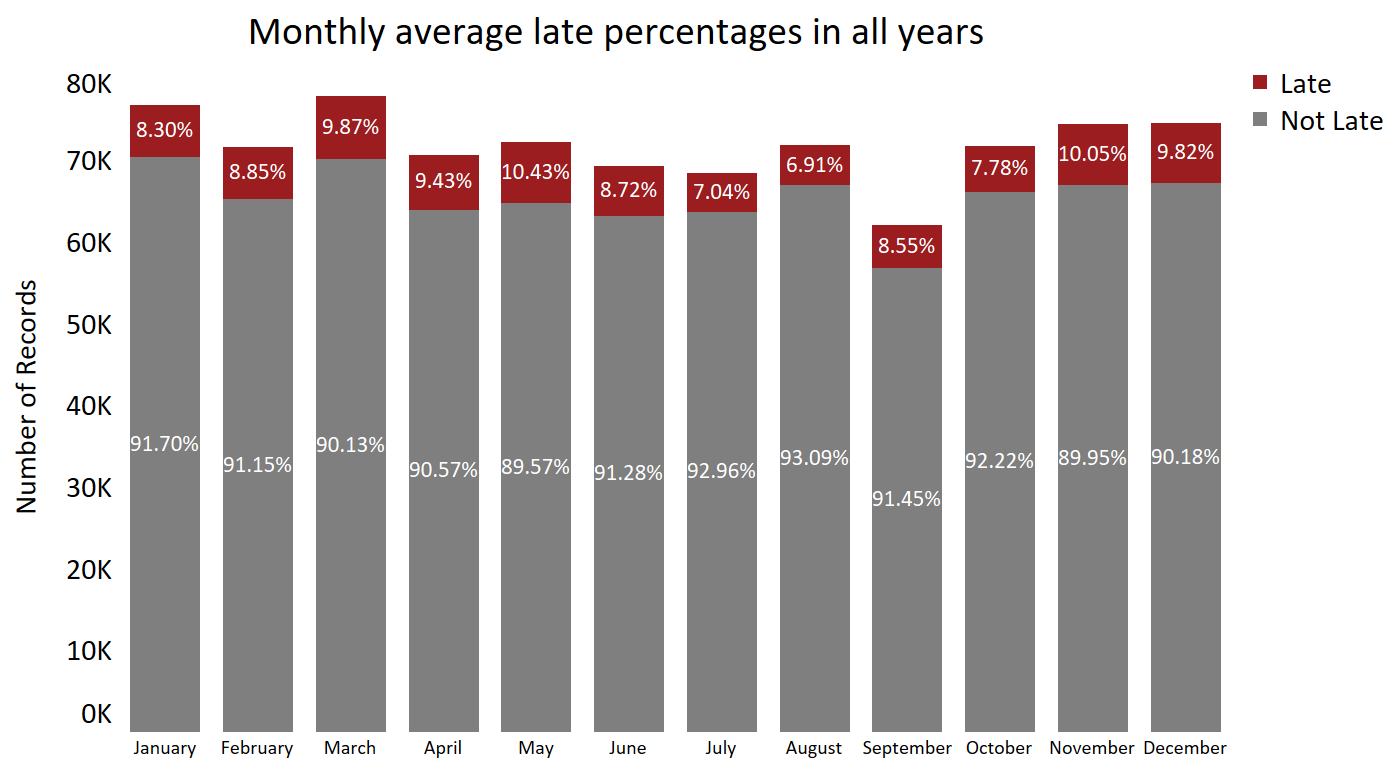 Monthly average late percentages in all years
Late
Not Late
Number of Records
80K
70K
60K
50K
40K
30K
20K
10K
0K
8.30%
8.85%
9.87%
9.43%
10.43%
8.72%
7.04%
6.91%
8.55%
7.78%
10.05%
9.82%
91.70%
91.15%
90.13%
90.57%
89.57%
91.28%
92.96%
93.09%
91.45%
92.22%
89.95%
90.18%
January February March April May June July August September October November December